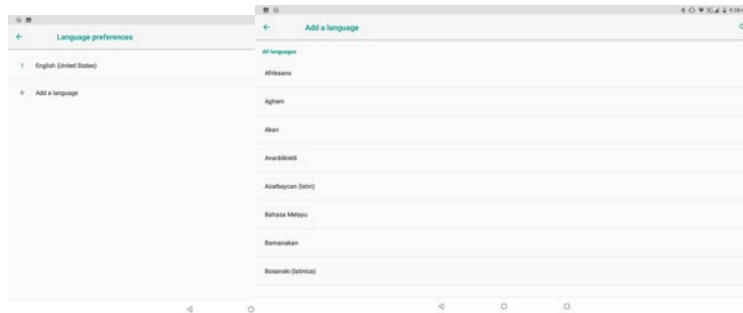 Language preferences
1 English (United States)
+ Add a language
Add a language
All languages
Afrikaans
Aghem
Akan
Anarâškielâ
Azərbaycan (latın)
Bahasa Melayu
Bamanakan
Bosanski (latinica)
3G